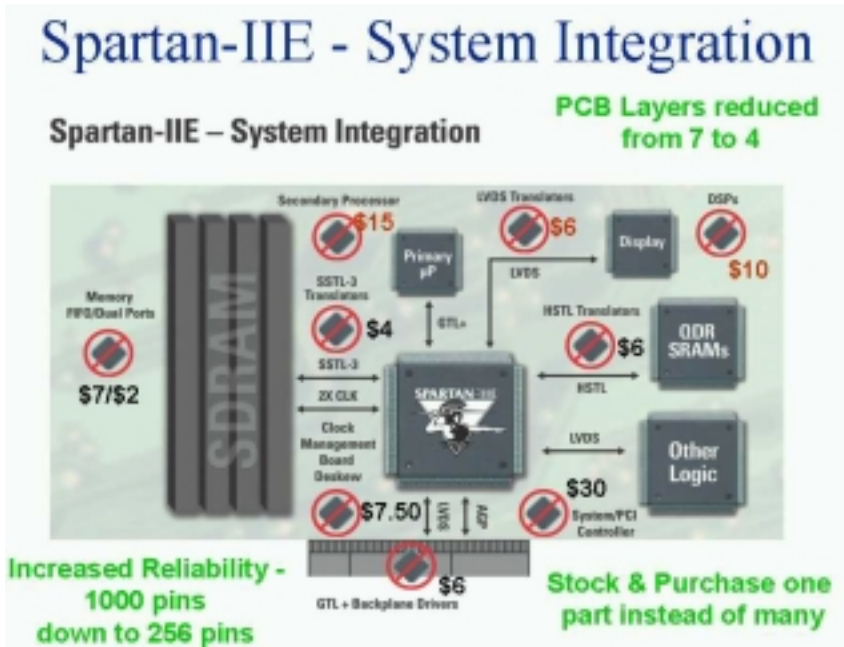 Spartan-IIE - System Integration
PCB Layers reduced
from 7 to 4
Spartan-IIE – System Integration
Secondary Processor
$15
LVDS Translators
$6
DSPs
$10
Primary
µP
Display
LVDS
SSTL-3
Translators
$4
GTL+
Memory
FIFO/Dual Ports
$7/$2
SDRAM
HSTL Translators
$6
QDR
SRAMs
HSTL
SSTL-3
2X CLK
SPARTAN-IIE
Clock
Management
Board
Deskew
$7.50
LVDS
Other
Logic
LVDS
AGP
$30
System/PCI
Controller
$6
GTL + Backplane Drivers
Increased Reliability -
1000 pins
down to 256 pins
Stock & Purchase one
part instead of many